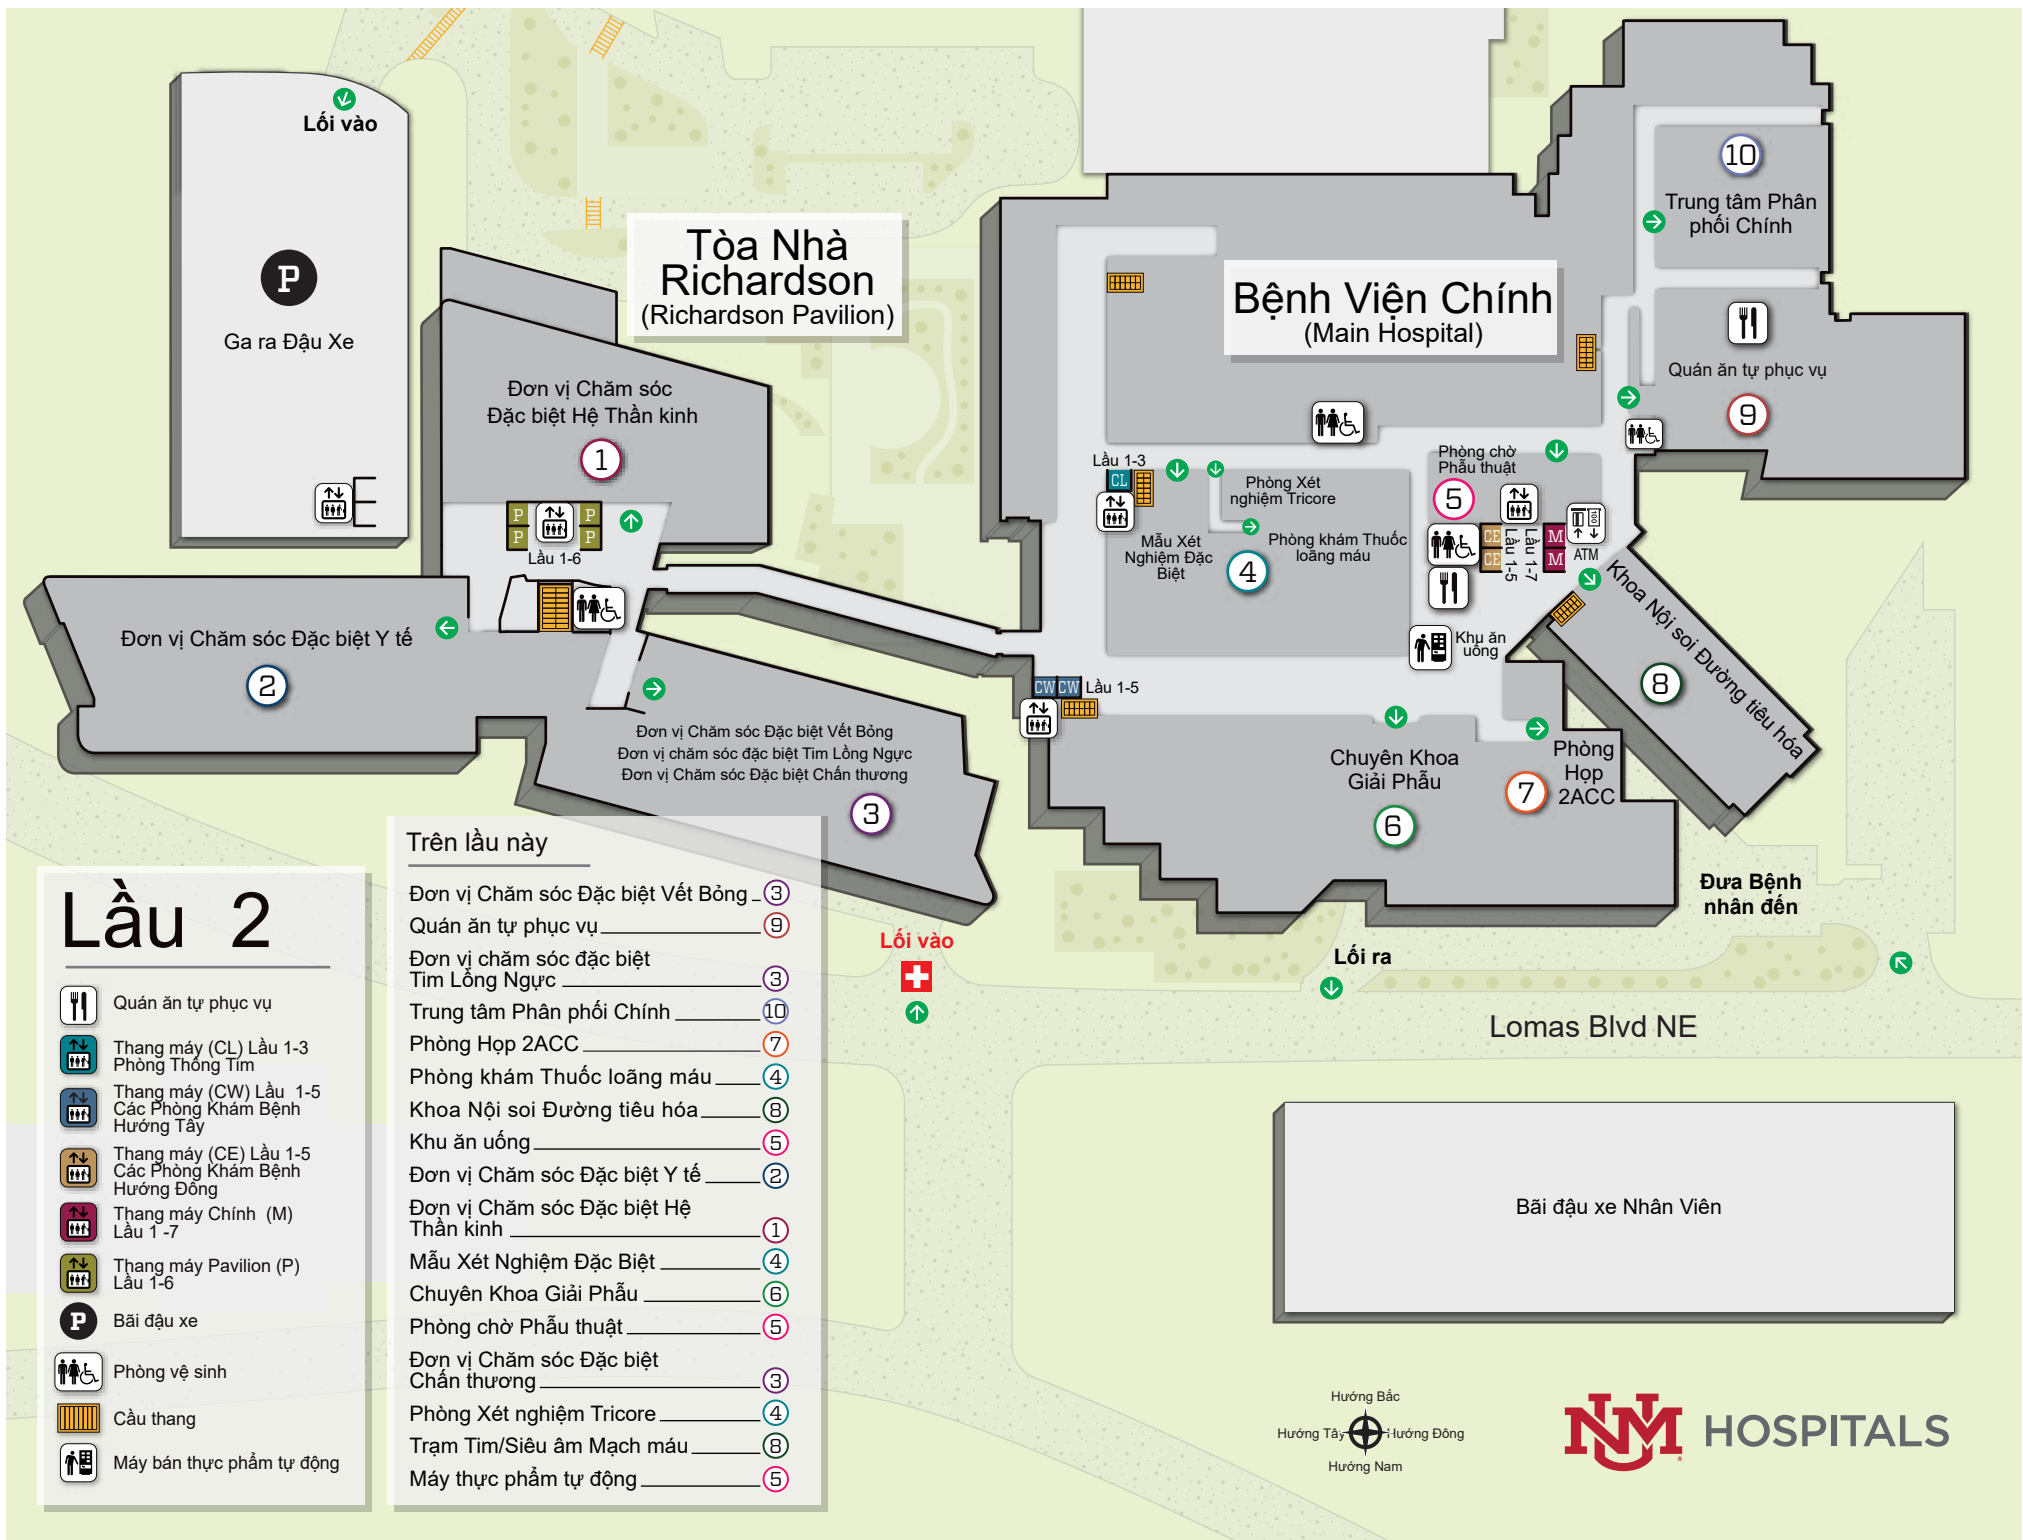 Lối vào
P
Ga ra Đậu Xe
Tòa Nhà
Richardson
(Richardson Pavilion)
Bệnh Viện Chính
(Main Hospital)
10
Trung tâm Phân
phối Chính
Quán ăn tự phục vụ
9
Đơn vị Chăm sóc
Đặc biệt Hệ Thần kinh
1
P
P
P
P
Lầu 1-6
Lầu 1-3
CL
Phòng Xét
nghiệm Tricore
Mẫu Xét
Nghiệm Đặc
Biệt
4
Phòng khám Thuốc
loãng máu
Phòng chờ
Phẫu thuật
5
CE
CE
Lầu 1-5
Lầu 1-7
M
M
100
ATM
Khu ăn
uống
Khoa Nội soi Đường tiêu hóa
8
Đơn vị Chăm sóc Đặc biệt Y tế
2
CW
CW
Lầu 1-5
Đơn vị Chăm sóc Đặc biệt Vết Bỏng
Đơn vị chăm sóc đặc biệt Tim Lồng Ngực
Đơn vị Chăm sóc Đặc biệt Chấn thương
3
Chuyên Khoa
Giải Phẫu
6
Phòng
Họp
2ACC
7
Đưa Bệnh
nhân đến
Lối vào
Lối ra
Lomas Blvd NE
Bãi đậu xe Nhân Viên
Lầu 2
Quán ăn tự phục vụ
Thang máy (CL) Lầu 1-3
Phòng Thông Tim
Thang máy (CW) Lầu 1-5
Các Phòng Khám Bệnh
Hướng Tây
Thang máy (CE) Lầu 1-5
Các Phòng Khám Bệnh
Hướng Đông
Thang máy Chính (M)
Lầu 1 -7
Thang máy Pavilion (P)
Lầu 1-6
P
Bãi đậu xe
Phòng vệ sinh
Cầu thang
Máy bán thực phẩm tự động
Trên lầu này
Đơn vị Chăm sóc Đặc biệt Vết Bỏng 3
Quán ăn tự phục vụ 9
Đơn vị chăm sóc đặc biệt
Tim Lồng Ngực 3
Trung tâm Phân phối Chính 10
Phòng Họp 2ACC 7
Phòng khám Thuốc loãng máu 4
Khoa Nội soi Đường tiêu hóa 8
Khu ăn uống 5
Đơn vị Chăm sóc Đặc biệt Y tế 2
Đơn vị Chăm sóc Đặc biệt Hệ
Thần kinh 1
Mẫu Xét Nghiệm Đặc Biệt 4
Chuyên Khoa Giải Phẫu 6
Phòng chờ Phẫu thuật 5
Đơn vị Chăm sóc Đặc biệt
Chấn thương 3
Phòng Xét nghiệm Tricore 4
Trạm Tim/Siêu âm Mạch máu 8
Máy thực phẩm tự động 5
Hướng Bắc
Hướng Tây
Hướng Đông
Hướng Nam
UNM HOSPITALS